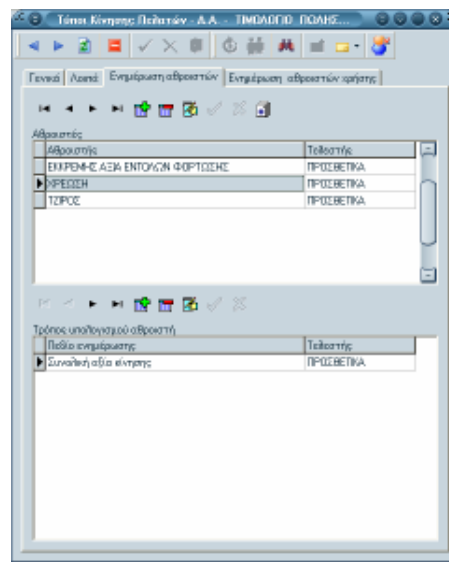 Τύποι Κίνησης Πελατών - Δ.Α. - ΤΙΜΟΛΟΓΙΟ ΠΩΛΗΣ...
Γενικά Λοιπά Ενημέρωση αθροιστών Ενημέρωση αθροιστών χρήσης
Αθροιστές
Αθροιστής Τελεστής
ΕΚΚΡΕΜΗΣ ΑΞΙΑ ΕΝΤΟΛΩΝ ΦΟΡΤΩΣΗΣ ΠΡΟΣΘΕΤΙΚΑ
ΧΡΕΩΣΗ ΠΡΟΣΘΕΤΙΚΑ
ΤΖΙΡΟΣ ΠΡΟΣΘΕΤΙΚΑ
Τρόπος υπολογισμού αθροιστή
Πεδίο ενημέρωσης Τελεστής
Συνολική αξία κίνησης ΠΡΟΣΘΕΤΙΚΑ